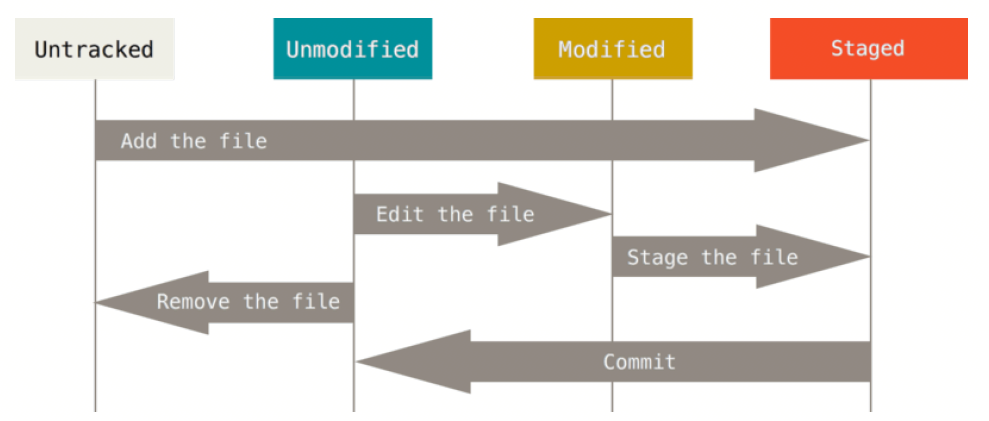 Untracked
Unmodified
Modified
Staged
Add the file
Edit the file
Stage the file
Remove the file
Commit